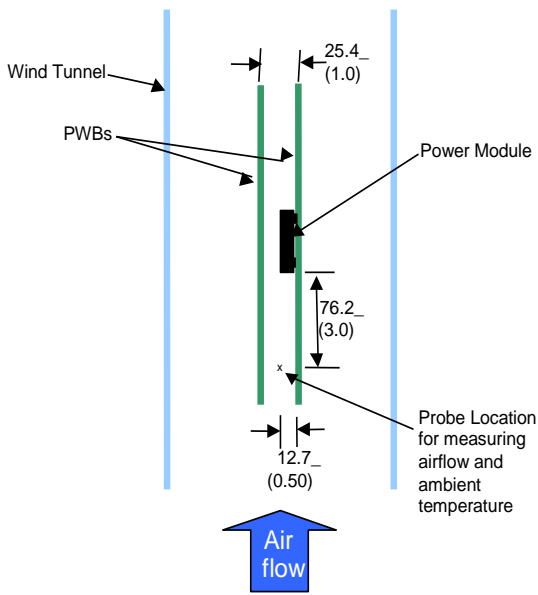 25.4_
(1.0)
Wind Tunnel
PWBs
Power Module
76.2_
(3.0)
x
Probe Location
for measuring
airflow and
ambient
temperature
12.7_
(0.50)
Air
flow